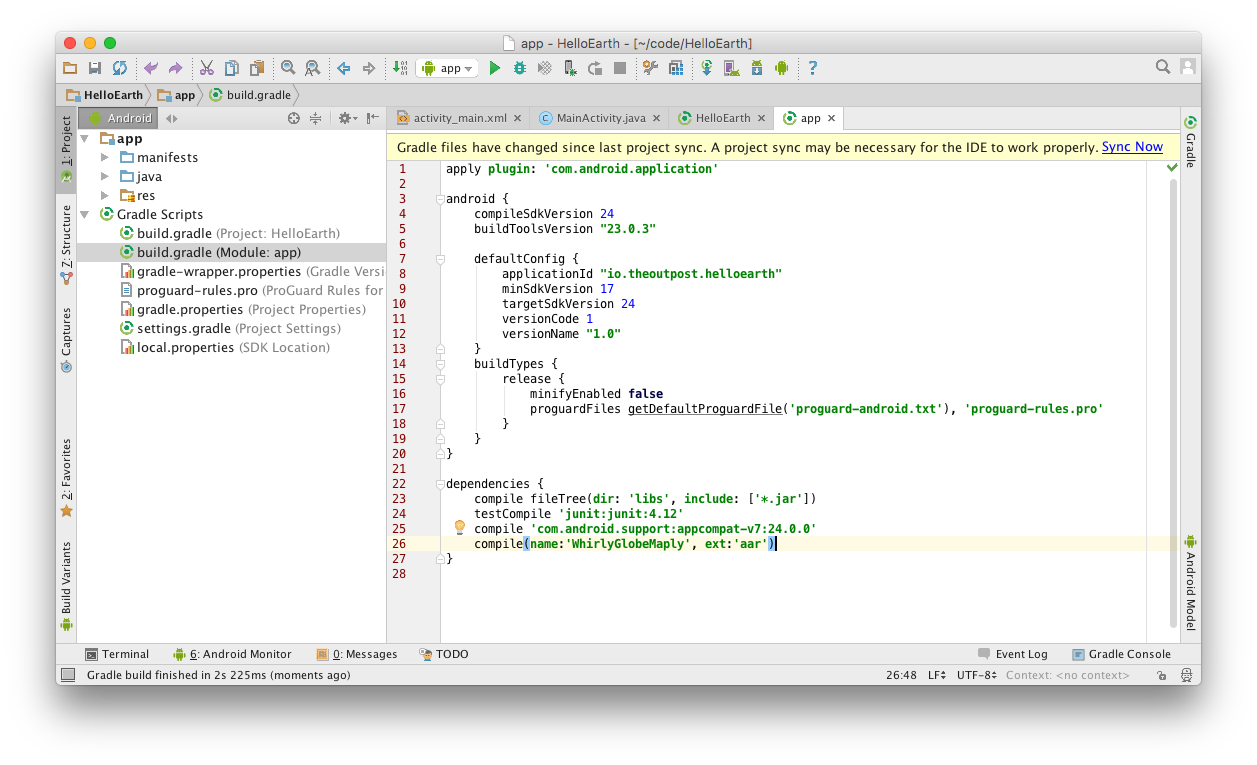 app - HelloEarth - [~/code/HelloEarth]
app
HelloEarth app build.gradle
Android
activity_main.xml MainActivity.java HelloEarth app
Gradle files have changed since last project sync. A project sync may be necessary for the IDE to work properly. Sync Now
1: Project
Z: Structure
Captures
2: Favorites
Build Variants
app
manifests
java
res
Gradle Scripts
build.gradle (Project: HelloEarth)
build.gradle (Module: app)
gradle-wrapper.properties (Gradle Versi
proguard-rules.pro (ProGuard Rules for
gradle.properties (Project Properties)
settings.gradle (Project Settings)
local.properties (SDK Location)
1 apply plugin: 'com.android.application'
2
3 android {
4 compileSdkVersion 24
5 buildToolsVersion "23.0.3"
6
7 defaultConfig {
8 applicationId "io.theoutpost.helloearth"
9 minSdkVersion 17
10 targetSdkVersion 24
11 versionCode 1
12 versionName "1.0"
13 }
14 buildTypes {
15 release {
16 minifyEnabled false
17 proguardFiles getDefaultProguardFile('proguard-android.txt'), 'proguard-rules.pro'
18 }
19 }
20 }
21
22 dependencies {
23 compile fileTree(dir: 'libs', include: ['*.jar'])
24 testCompile 'junit:junit:4.12'
25 compile 'com.android.support:appcompat-v7:24.0.0'
26 compile(name:'WhirlyGlobeMaply', ext:'aar')
27 }
28
Gradle
Android Model
Terminal 6: Android Monitor 0: Messages TODO Event Log Gradle Console
Gradle build finished in 2s 225ms (moments ago) 26:48 LF UTF-8 Context: <no context>